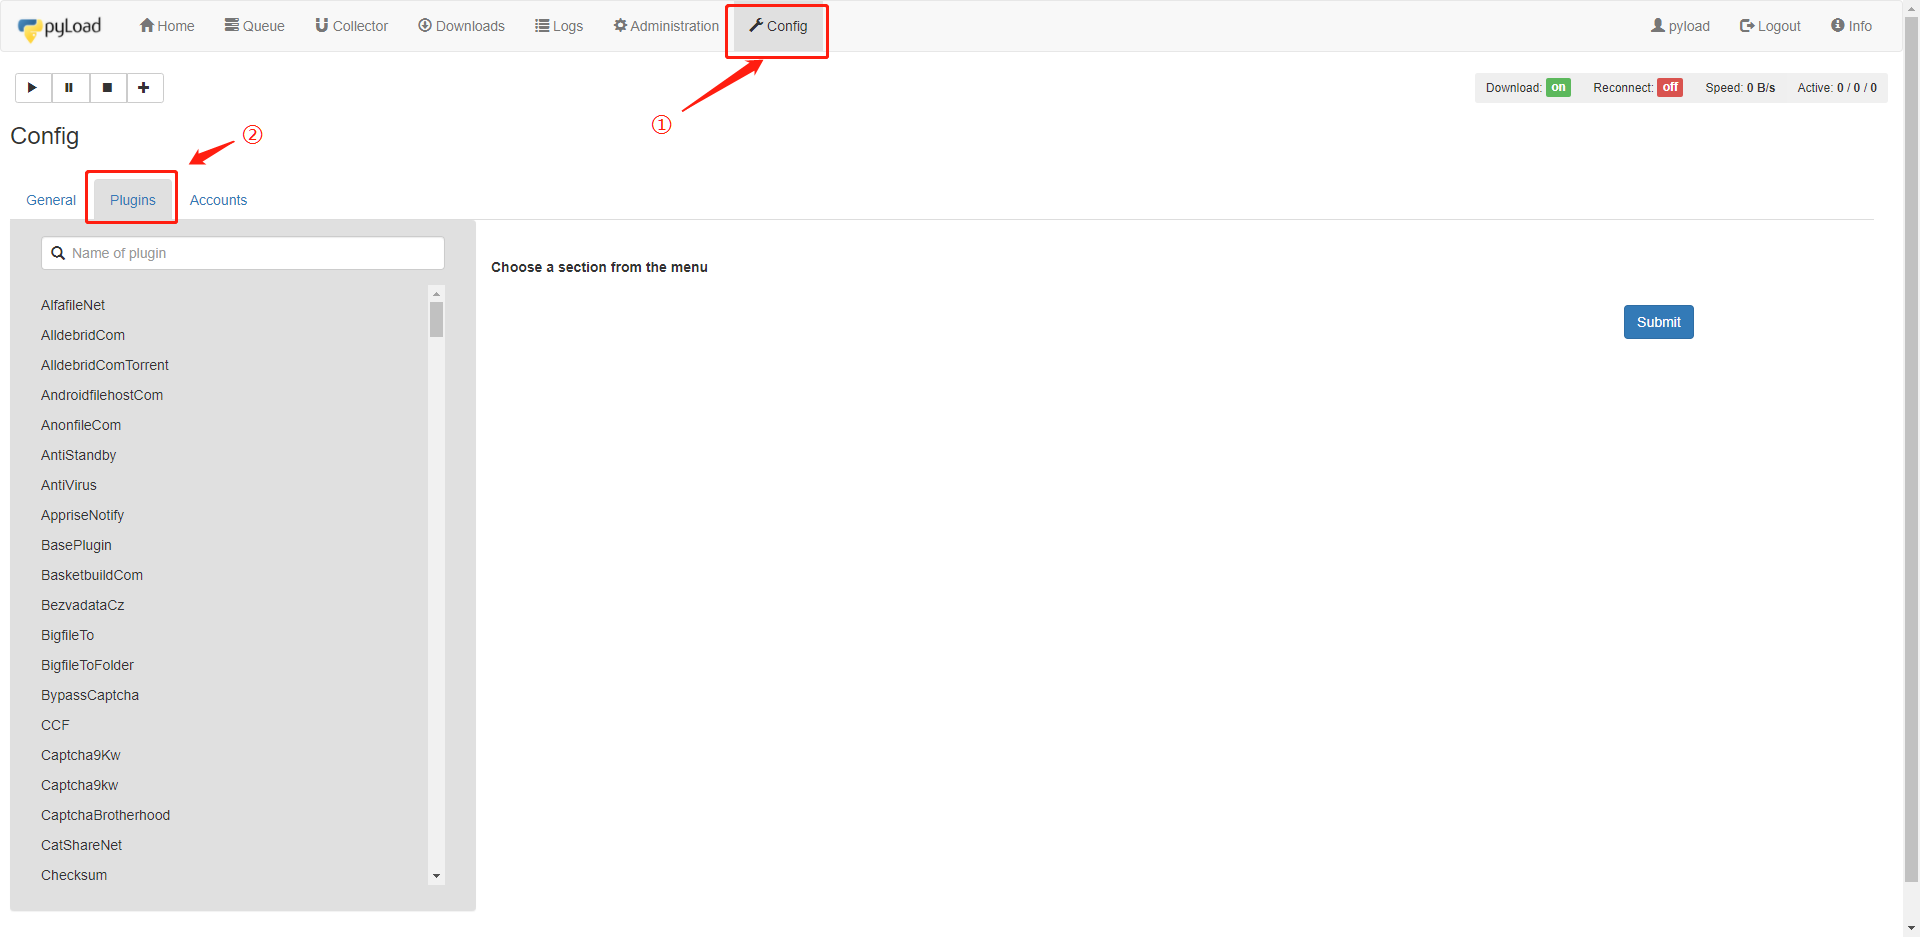 pyLoad Home Queue Collector Downloads Logs Administration Config pyload Logout Info
①
Download: on Reconnect: off Speed: 0 B/s Active: 0 / 0 / 0
Config
②
General Plugins Accounts
Name of plugin
Choose a section from the menu
Submit
AlfafileNet
AlldebridCom
AlldebridComTorrent
AndroidfilehostCom
AnonfileCom
AntiStandby
AntiVirus
AppriseNotify
BasePlugin
BasketbuildCom
BezvadataCz
BigfileTo
BigfileToFolder
BypassCaptcha
CCF
Captcha9Kw
Captcha9kw
CaptchaBrotherhood
CatShareNet
Checksum